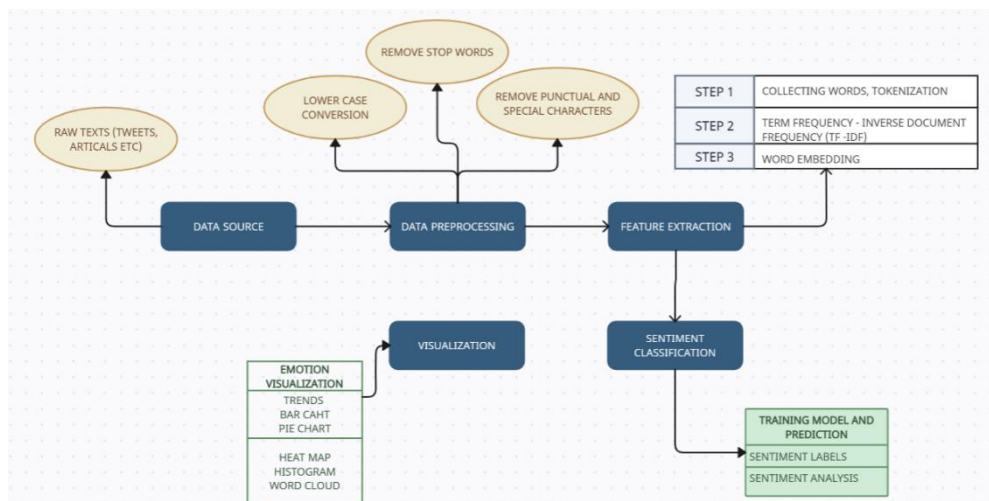 REMOVE STOP WORDS
LOWER CASE
CONVERSION
REMOVE PUNCTUAL AND
SPECIAL CHARACTERS
RAW TEXTS (TWEETS,
ARTICALS ETC)
STEP 1 COLLECTING WORDS, TOKENIZATION
STEP 2 TERM FREQUENCY - INVERSE DOCUMENT
FREQUENCY (TF -IDF)
STEP 3 WORD EMBEDDING
DATA SOURCE
DATA PREPROCESSING
FEATURE EXTRACTION
VISUALIZATION
SENTIMENT
CLASSIFICATION
EMOTION
VISUALIZATION
TRENDS
BAR CAHT
PIE CHART
HEAT MAP
HISTOGRAM
WORD CLOUD
TRAINING MODEL AND
PREDICTION
SENTIMENT LABELS
SENTIMENT ANALYSIS